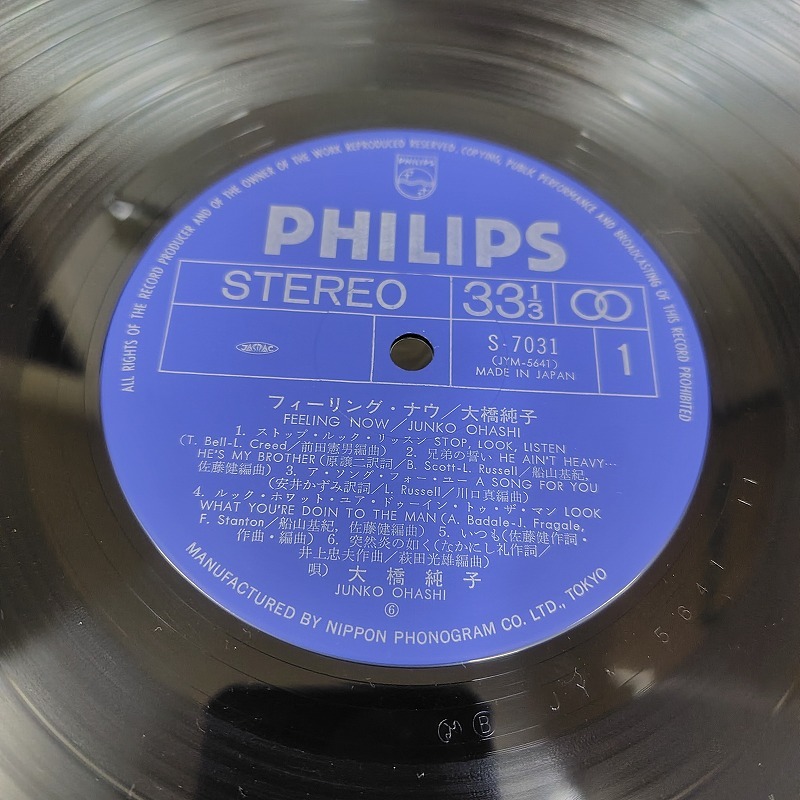 ALL RIGHTS OF THE RECORD PRODUCER AND OF THE OWNER OF THE WORK REPRODUCED RESERVED. COPYING, PUBLIC PERFORMANCE AND BROADCASTING OF THIS RECORD PROHIBITED
PHILIPS
PHILIPS
STEREO
33 1/3
S-7031
(JYM-5641)
MADE IN JAPAN
1
JASRAC
フィーリング・ナウ/大橋純子
FEELING NOW/JUNKO OHASHI
1. ストップ・ルック・リッスン STOP, LOOK, LISTEN
(T. Bell-L. Creed/前田憲男編曲) 2. 兄弟の誓い HE AIN'T HEAVY…
HE'S MY BROTHER(原譲二訳詞/B. Scott-L. Russell/船山基紀,
佐藤健編曲) 3. ア・ソング・フォー・ユー A SONG FOR YOU
(安井かずみ訳詞/L. Russell/川口真編曲)
4. ルック・ホワット・ユア・ドゥーイン・トゥ・ザ・マン LOOK
WHAT YOU'RE DOIN TO THE MAN(A. Badale-J. Fragale,
F. Stanton/船山基紀, 佐藤健編曲) 5. いつも(佐藤健作詞・
作曲・編曲) 6. 突然炎の如く(なかにし礼作詞/
井上忠夫作曲/萩田光雄編曲)
唄) 大橋純子
JUNKO OHASHI
⑥
MANUFACTURED BY NIPPON PHONOGRAM CO. LTD., TOKYO
B